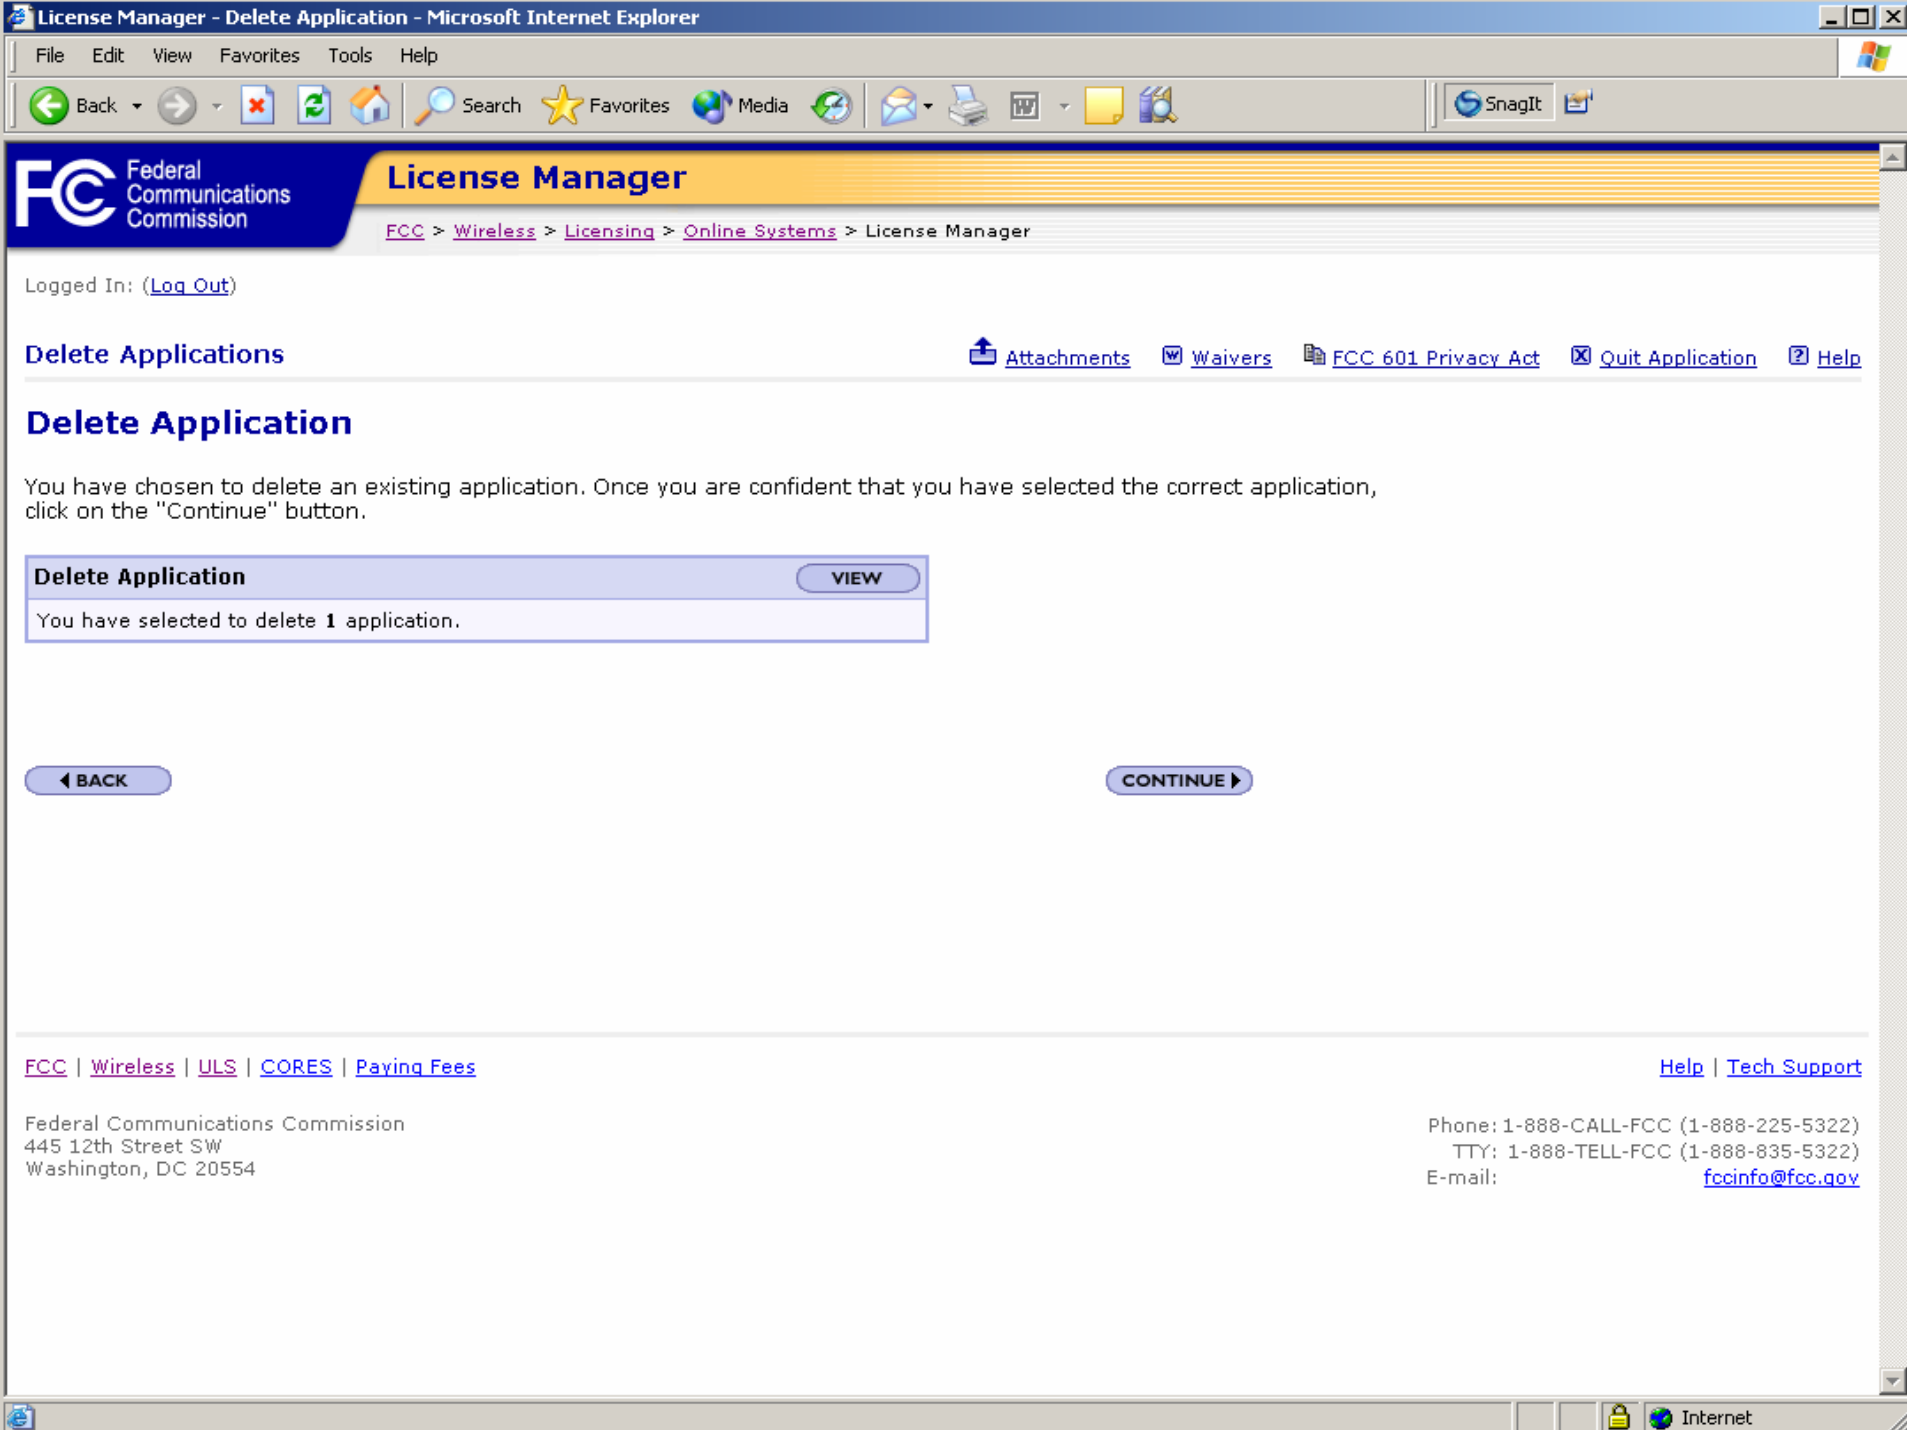 License Manager - Delete Application - Microsoft Internet Explorer
File Edit View Favorites Tools Help
Back Search Favorites Media SnagIt
FCC Federal Communications Commission
License Manager
FCC > Wireless > Licensing > Online Systems > License Manager
Logged In: (Log Out)
Delete Applications Attachments Waivers FCC 601 Privacy Act Quit Application Help
Delete Application
You have chosen to delete an existing application. Once you are confident that you have selected the correct application,
click on the "Continue" button.
Delete Application VIEW
You have selected to delete 1 application.
BACK CONTINUE
FCC | Wireless | ULS | CORES | Paying Fees Help | Tech Support
Federal Communications Commission
445 12th Street SW
Washington, DC 20554
Phone: 1-888-CALL-FCC (1-888-225-5322)
TTY: 1-888-TELL-FCC (1-888-835-5322)
E-mail: fccinfo@fcc.gov
Internet